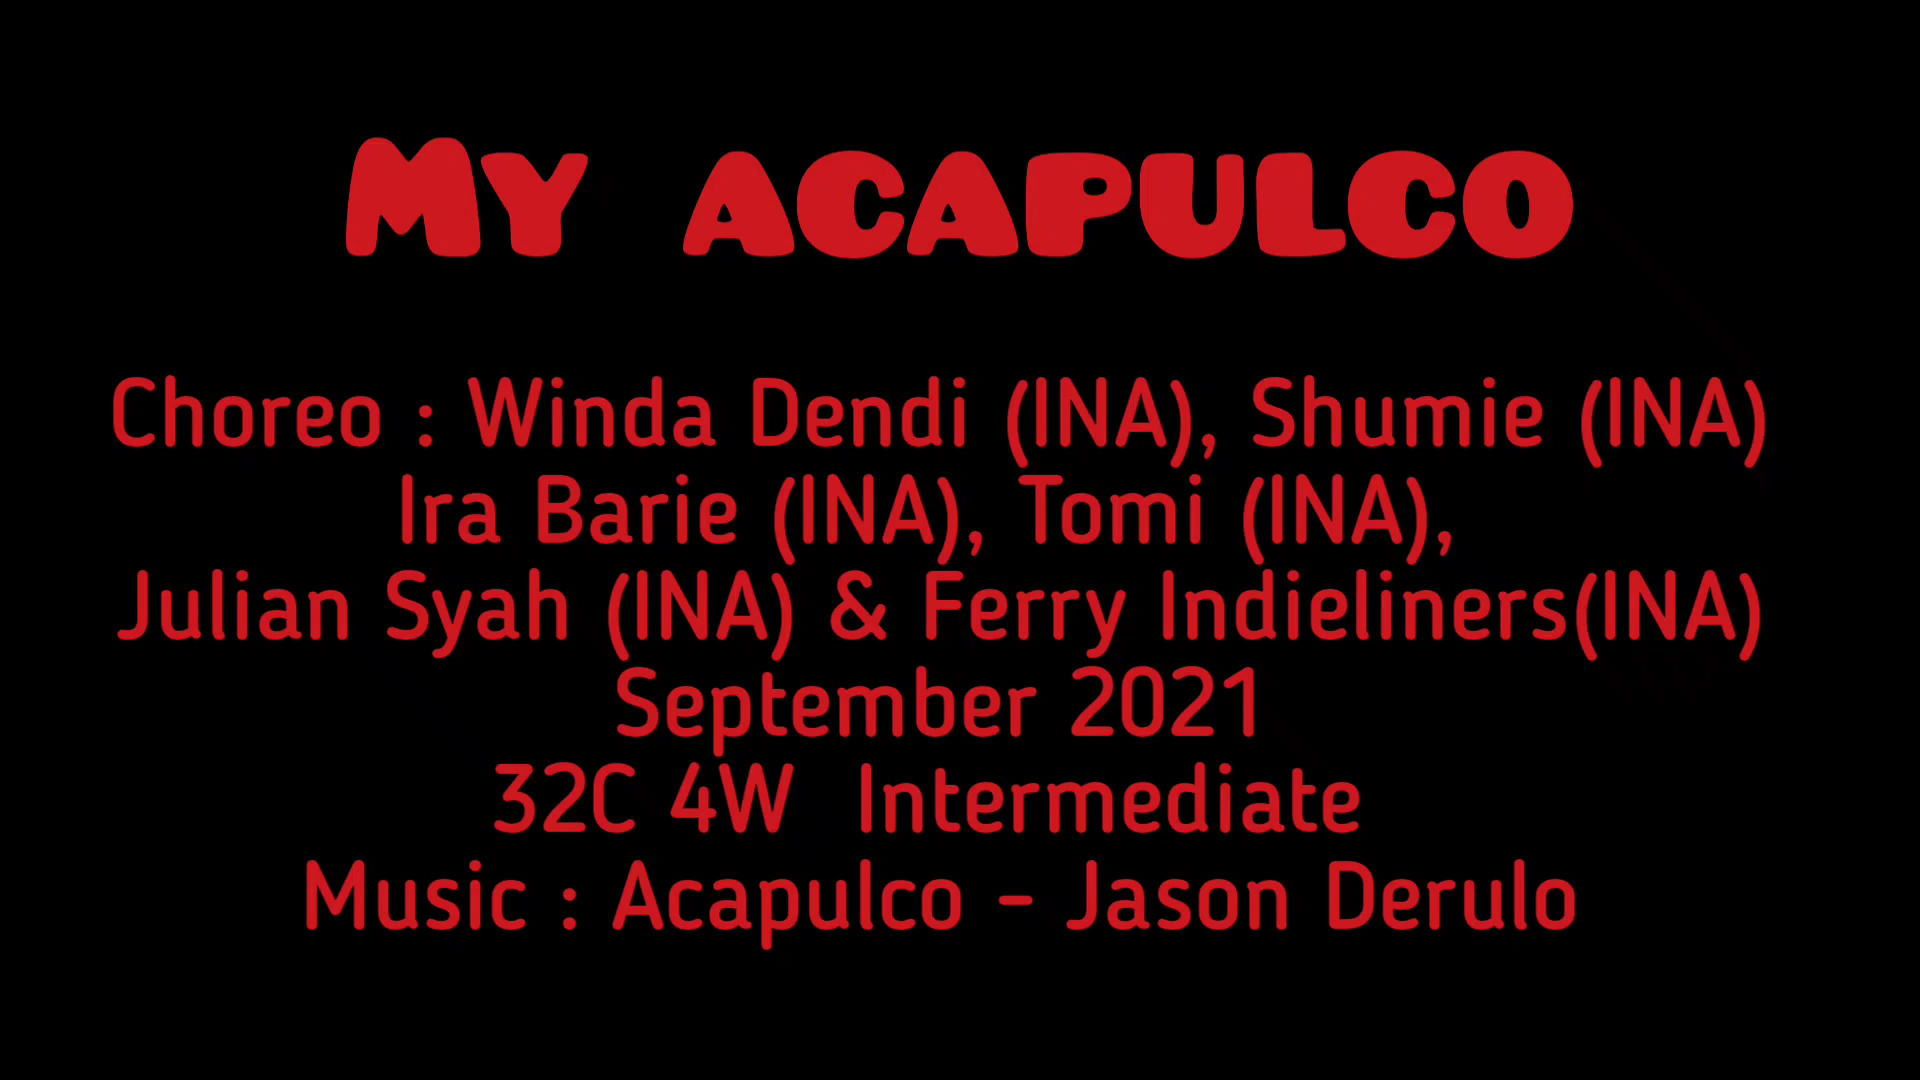 My Acapulco
Choreo : Winda Dendi (INA), Shumie (INA)
Ira Barie (INA), Tomi (INA),
Julian Syah (INA) & Ferry Indieliners(INA)
September 2021
32C 4W Intermediate
Music : Acapulco - Jason Derulo